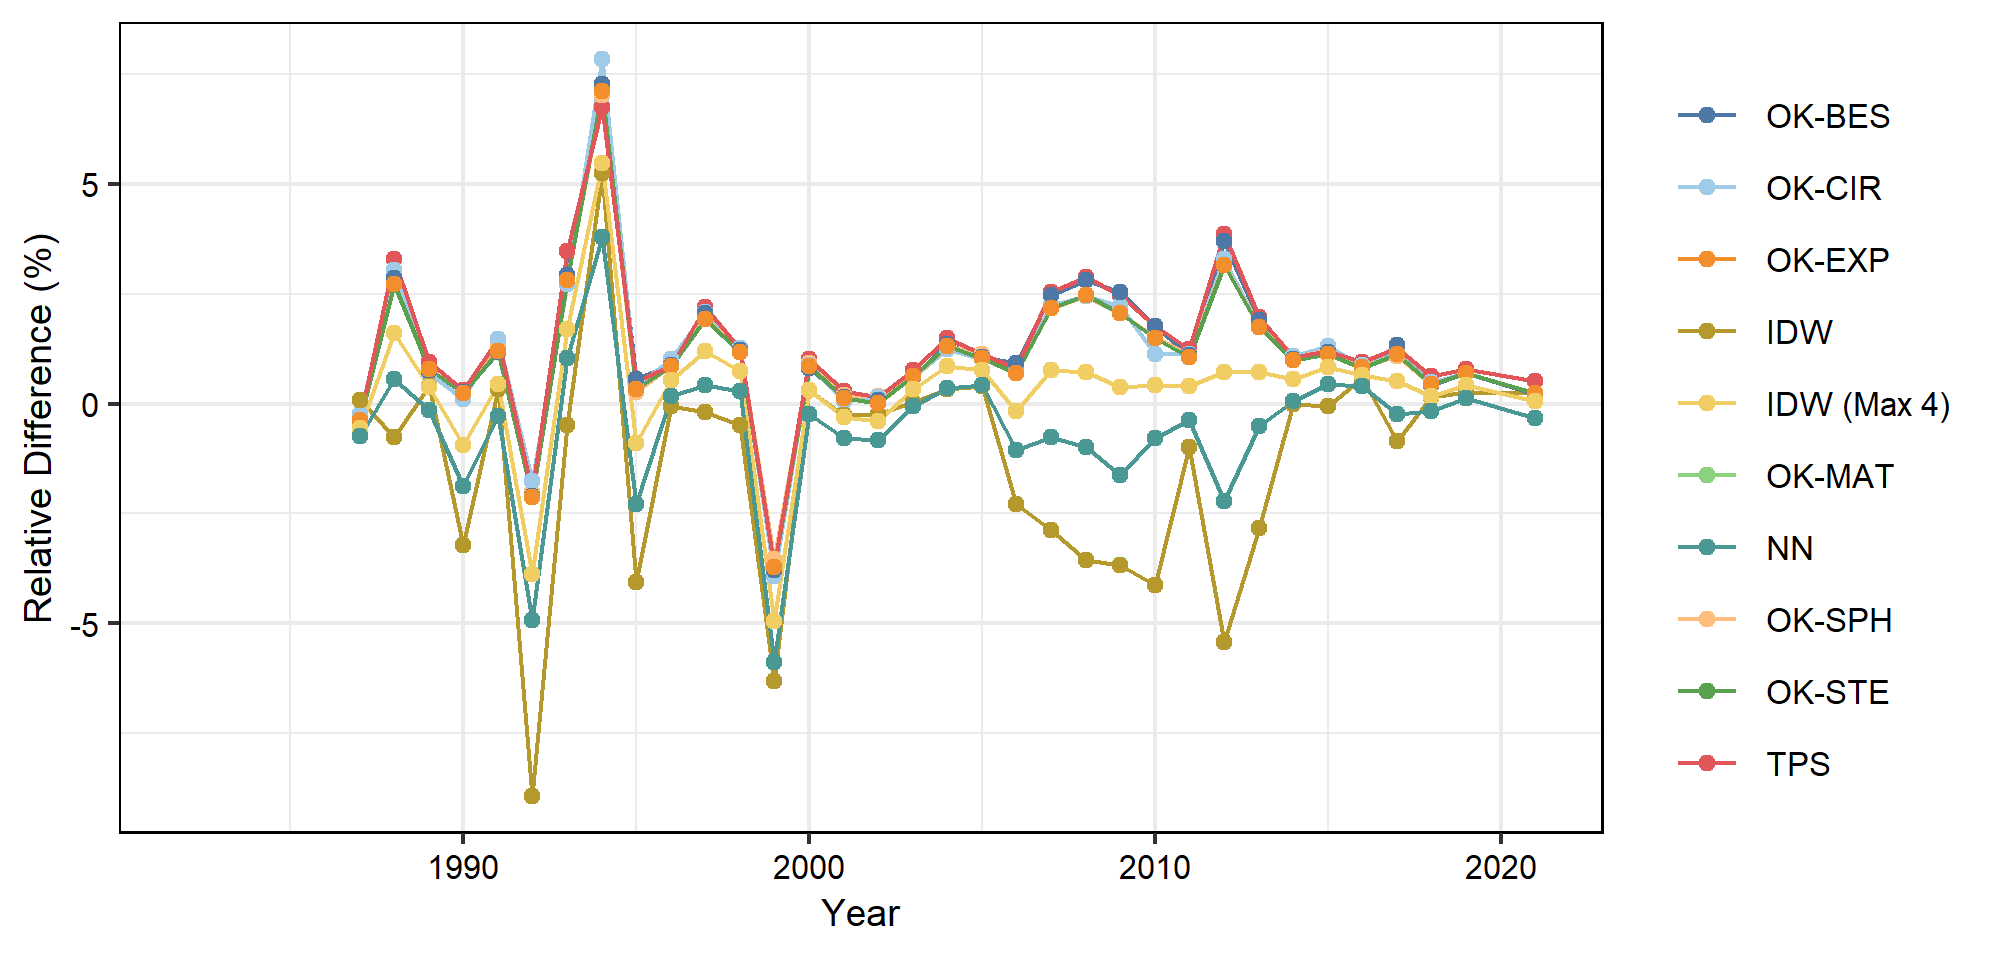 Relative Difference (%)
5
0
-5
1990
2000
2010
2020
Year
OK-BES
OK-CIR
OK-EXP
IDW
IDW (Max 4)
OK-MAT
NN
OK-SPH
OK-STE
TPS